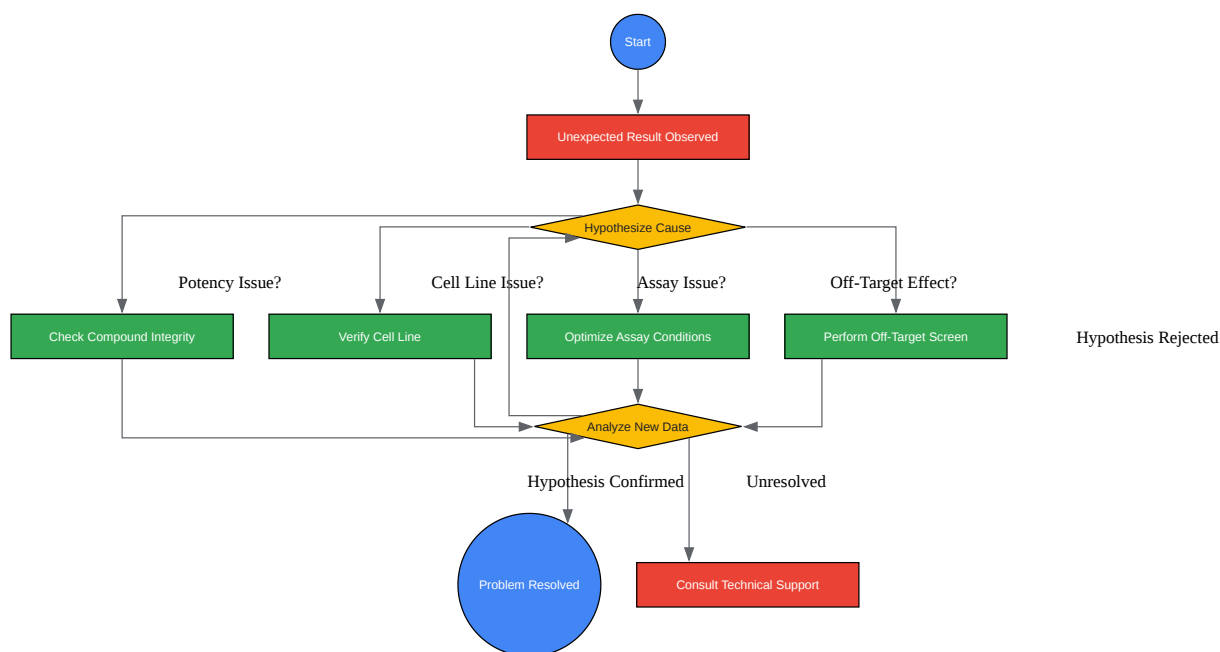 Start
Unexpected Result Observed
Hypothesize Cause
Potency Issue?
Cell Line Issue?
Assay Issue?
Off-Target Effect?
Check Compound Integrity
Verify Cell Line
Optimize Assay Conditions
Perform Off-Target Screen
Hypothesis Rejected
Analyze New Data
Hypothesis Confirmed
Unresolved
Problem Resolved
Consult Technical Support